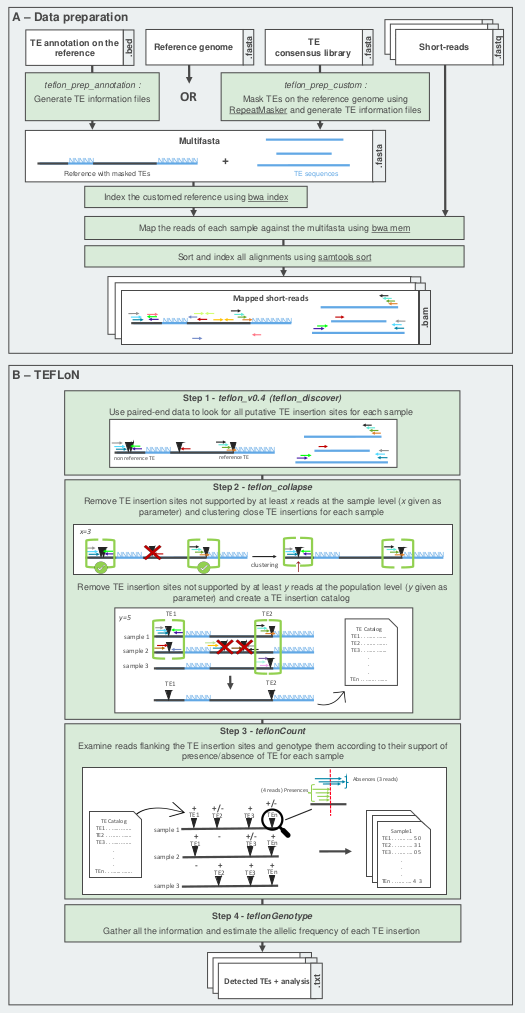 A – Data preparation
TE annotation on the
reference
.bed
Reference genome
.fasta
TE
consensus library
.fasta
Short-reads
.fastq
teflon_prep_annotation :
Generate TE information files
OR
teflon_prep_custom :
Mask TEs on the reference genome using
RepeatMasker and generate TE information files
Multifasta
+
Reference with masked TEs
TE sequences
.fasta
Index the customed reference using bwa index
Map the reads of each sample against the multifasta using bwa mem
Sort and index all alignments using samtools sort
Mapped short-reads
.bam
B – TEFLoN
Step 1 - teflon_v0.4 (teflon_discover)
Use paired-end data to look for all putative TE insertion sites for each sample
nonreference TE
reference TE
Step 2 - teflon_collapse
Remove TE insertion sites not supported by at least x reads at the sample level (x given as
parameter) and clustering close TE insertions for each sample
x=3
clustering
Remove TE insertion sites not supported by at least y reads at the population level (y given as
parameter) and create a TE insertion catalog
y=5
TE1
TE2
sample 1
sample 2
sample 3
TE1
TE2
TE Catalog
TE1 .............
TE2 .............
TE3 .............
.
.
.
TEn .............
Step 3 - teflonCount
Examine reads flanking the TE insertion sites and genotype them according to their support of
presence/absence of TE for each sample
Absences (3 reads)
(4 reads) Presences
TE Catalog
TE1 .............
TE2 .............
TE3 .............
.
.
.
TEn .............
+ +/- + +/-
TE1 TE2 TE3 TEn
sample 1
+ - +/- +
TE1 TE3 TEn
sample 2
- + - +
TE2 TEn
sample 3
Sample1
TE1 ............ 5 0
TE2 ............ 3 1
TE3 ............ 0 5
.
.
.
TEn ............ 4 3
Step 4 - teflonGenotype
Gather all the information and estimate the allelic frequency of each TE insertion
Detected TEs + analysis
.txt